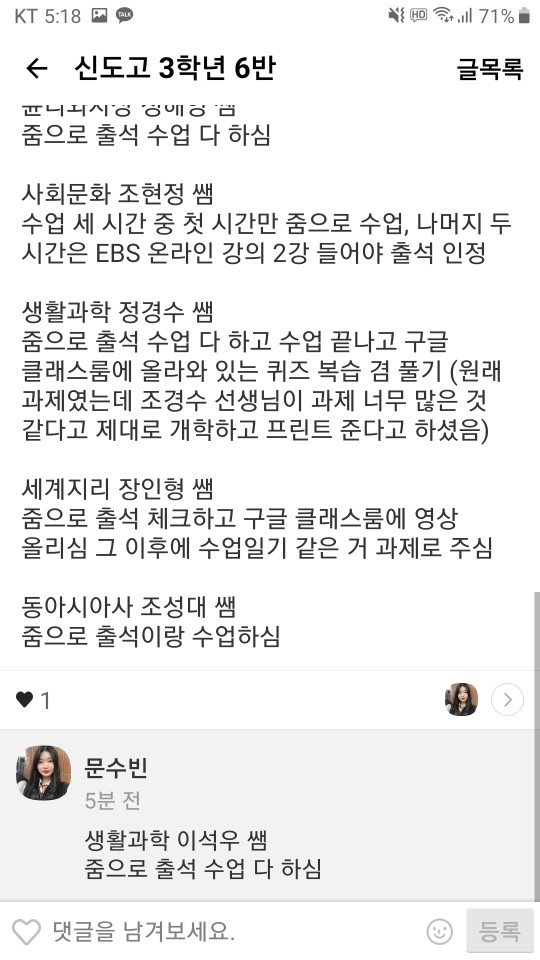 KT 5:18 TALK HD 71%
신도고 3학년 6반 글목록
줌으로 출석 수업 다 하심
사회문화 조현정 쌤
수업 세 시간 중 첫 시간만 줌으로 수업, 나머지 두
시간은 EBS 온라인 강의 2강 들어야 출석 인정
생활과학 정경수 쌤
줌으로 출석 수업 다 하고 수업 끝나고 구글
클래스룸에 올라와 있는 퀴즈 복습 겸 풀기 (원래
과제였는데 조경수 선생님이 과제 너무 많은 것
같다고 제대로 개학하고 프린트 준다고 하셨음)
세계지리 장인형 쌤
줌으로 출석 체크하고 구글 클래스룸에 영상
올리심 그 이후에 수업일기 같은 거 과제로 주심
동아시아사 조성대 쌤
줌으로 출석이랑 수업하심
1
문수빈
5분 전
생활과학 이석우 쌤
줌으로 출석 수업 다 하심
댓글을 남겨보세요. 등록